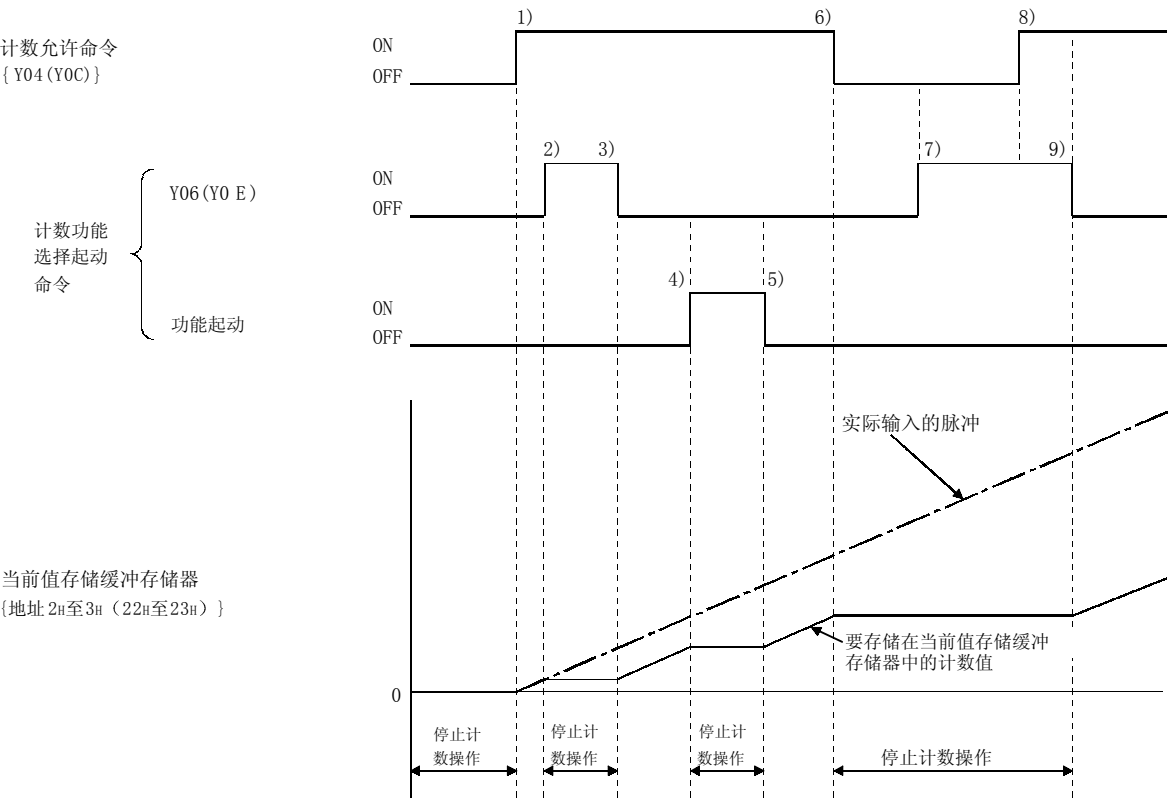 1)
6)
8)
计数允许命令
{ Y04(Y0C)}
ON
OFF
2)
3)
7)
9)
Y06(Y0 E)
ON
OFF
计数功能
选择起动
命令
4)
5)
功能起动
ON
OFF
实际输入的脉冲
当前值存储缓冲存储器
{地址2H至3H（22H至23H）}
要存储在当前值存储缓冲
存储器中的计数值
0
停止计
数操作
停止计
数操作
停止计
数操作
停止计数操作